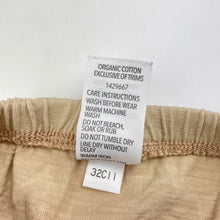 ORGANIC COTTON
EXCLUSIVE OF TRIMS
1429667
CARE INSTRUCTIONS
WASH BEFORE WEAR
WARM MACHINE
WASH
DO NOT BLEACH,
SOAK OR RUB
DO NOT TUMBLE DRY
LINE DRY WITHOUT
DELAY
WARM IRON
32C11